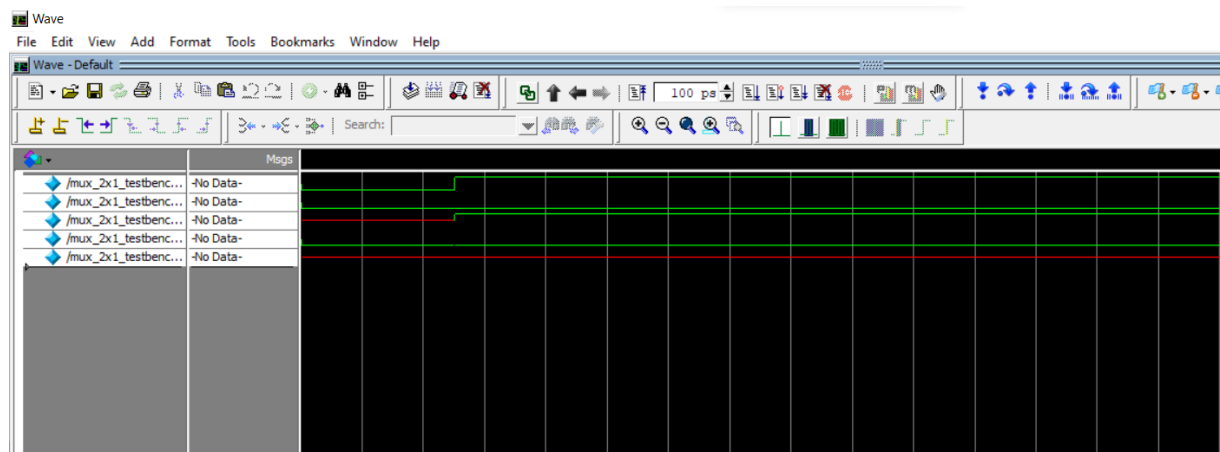 Wave
File Edit View Add Format Tools Bookmarks Window Help
Wave - Default
100 ps
Search:
Msgs
/mux_2x1_testbenc... -No Data-
/mux_2x1_testbenc... -No Data-
/mux_2x1_testbenc... -No Data-
/mux_2x1_testbenc... -No Data-
/mux_2x1_testbenc... -No Data-